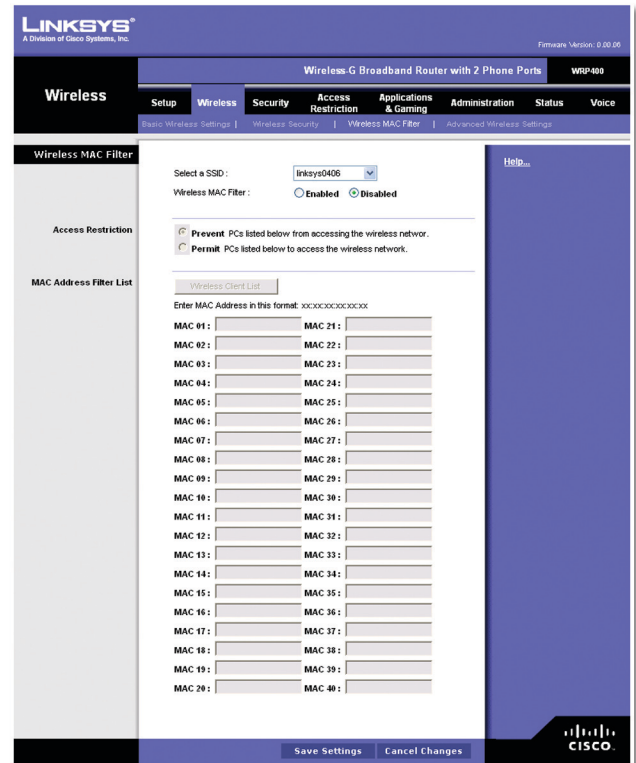 LINKSYS®
A Division of Cisco Systems, Inc.
Firmware Version: 0.00.06
Wireless-G Broadband Router with 2 Phone Ports WRP400
Wireless
Setup Wireless Security Access Restriction Applications & Gaming Administration Status Voice
Basic Wireless Settings | Wireless Security | Wireless MAC Filter | Advanced Wireless Settings
Wireless MAC Filter
Help...
Select a SSID : linksys0406
Wireless MAC Filter : Enabled Disabled
Access Restriction
Prevent PCs listed below from accessing the wireless networ.
Permit PCs listed below to access the wireless network.
MAC Address Filter List
Wireless Client List
Enter MAC Address in this format: xx:xx:xx:xx:xx:xx
MAC 01 : MAC 21 :
MAC 02 : MAC 22 :
MAC 03 : MAC 23 :
MAC 04 : MAC 24 :
MAC 05 : MAC 25 :
MAC 06 : MAC 26 :
MAC 07 : MAC 27 :
MAC 08 : MAC 28 :
MAC 09 : MAC 29 :
MAC 10 : MAC 30 :
MAC 11 : MAC 31 :
MAC 12 : MAC 32 :
MAC 13 : MAC 33 :
MAC 14 : MAC 34 :
MAC 15 : MAC 35 :
MAC 16 : MAC 36 :
MAC 17 : MAC 37 :
MAC 18 : MAC 38 :
MAC 19 : MAC 39 :
MAC 20 : MAC 40 :
Save Settings Cancel Changes
CISCO.